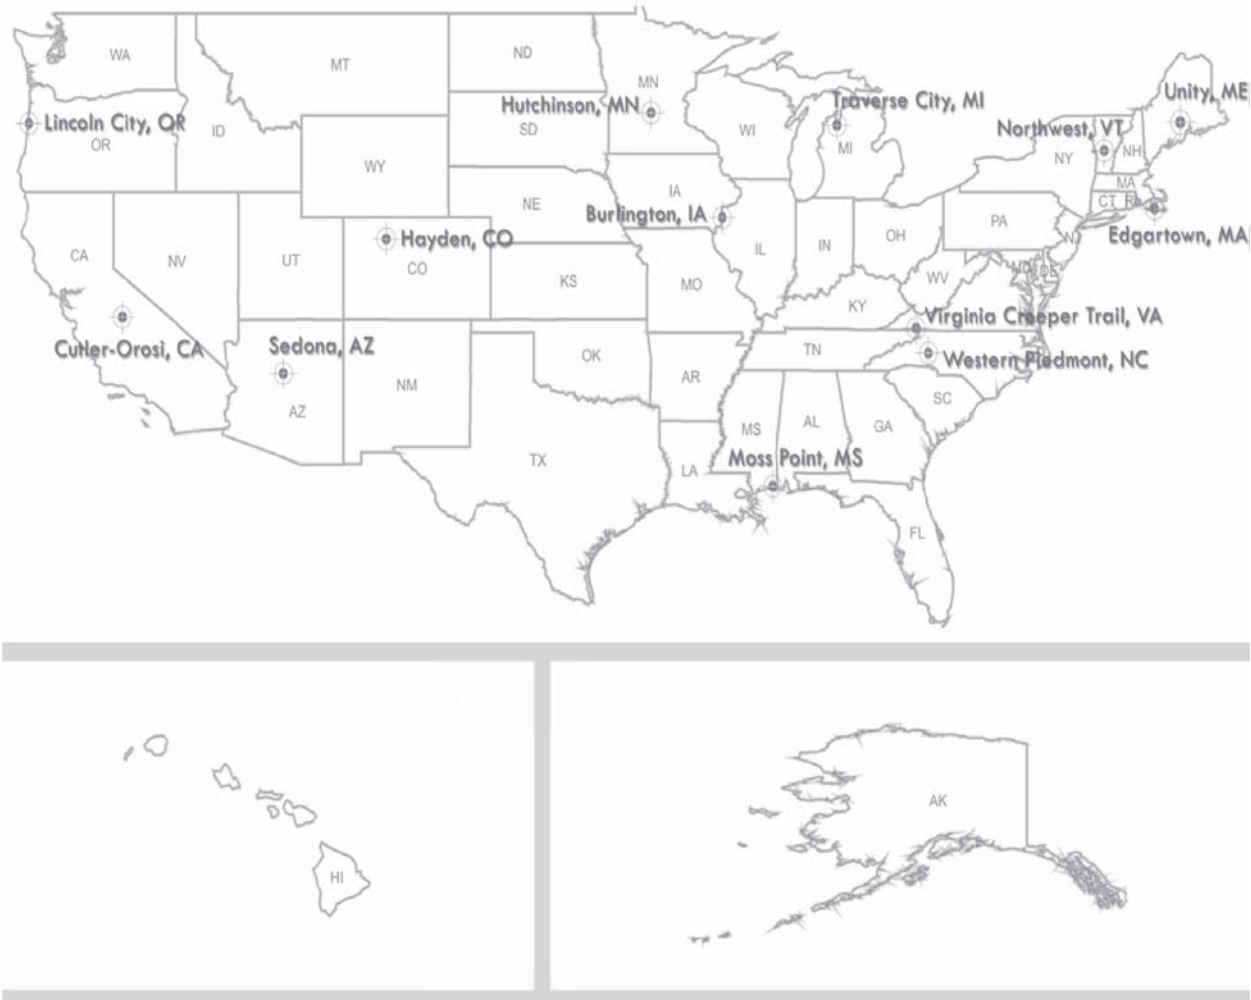 WA
MT
ND
MN
Hutchinson, MN
Traverse City, MI
Unity, ME
Lincoln City, OR
OR
ID
SD
WI
MI
Northwest, VT
NY
NH
WY
IA
MA
NE
Burlington, IA
CT RI
Edgartown, MA
Hayden, CO
CO
CA
NV
UT
KS
MO
IL
IN
OH
PA
NJ
WV
MD
DE
KY
Virginia Creeper Trail, VA
Cutler-Orosi, CA
Sedona, AZ
AZ
NM
OK
AR
TN
Western Piedmont, NC
SC
MS
AL
GA
Moss Point, MS
TX
LA
FL
HI
AK